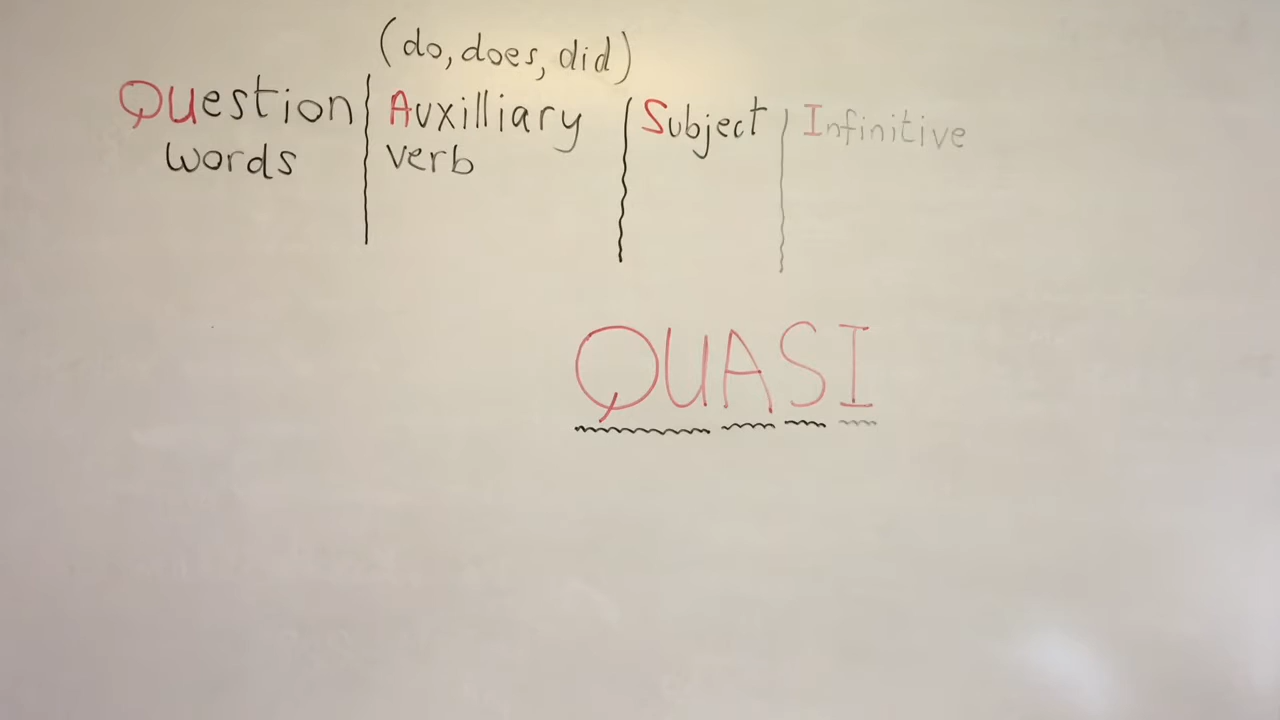 (do, does, did)
Question Auxilliary Subject Infinitive
words verb
QUASI